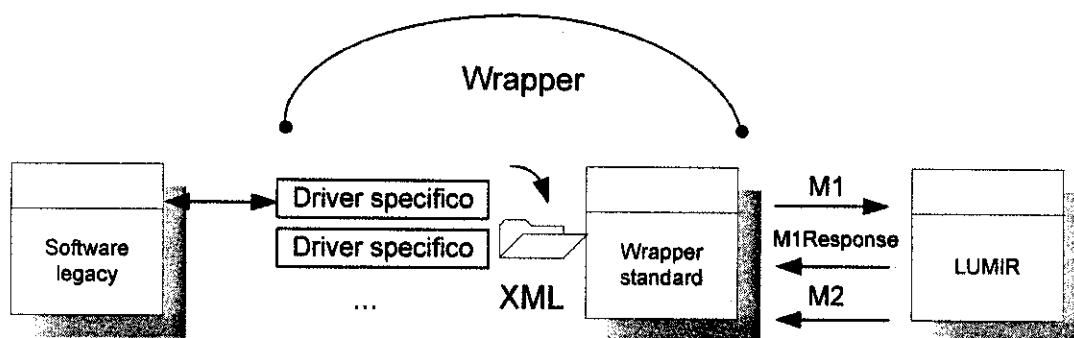 Wrapper
Software
legacy
Driver specifico
Driver specifico
...
XML
Wrapper
standard
M1
M1Response
M2
LUMIR